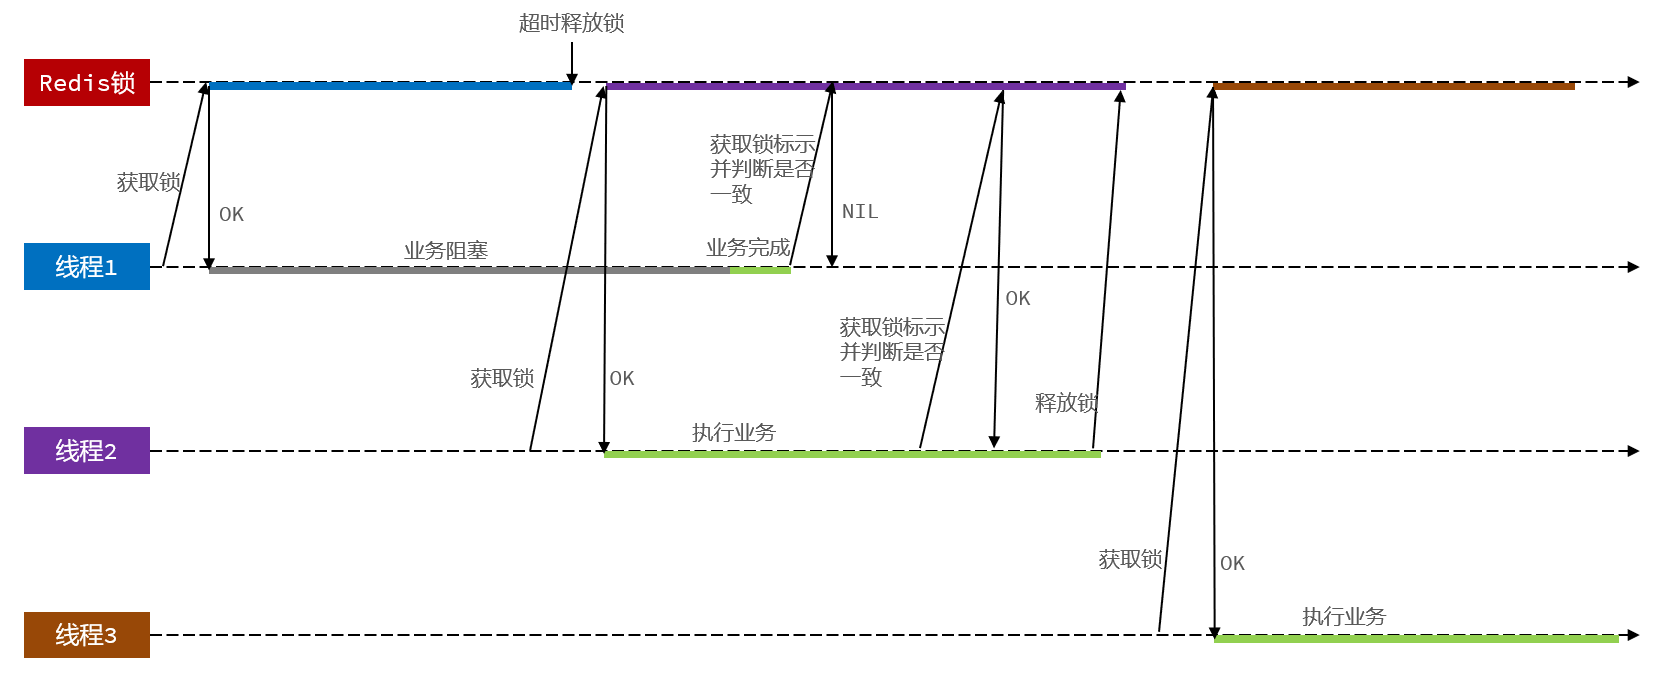 超时释放锁
Redis锁
获取锁标示
并判断是否
一致
获取锁
OK
NIL
业务阻塞
业务完成
线程1
OK
获取锁标示
并判断是否
一致
获取锁
OK
释放锁
执行业务
线程2
获取锁
OK
执行业务
线程3